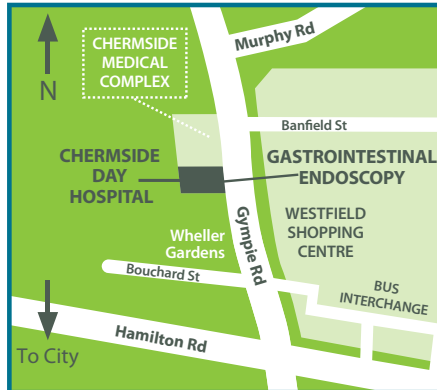 CHERMSIDE
MEDICAL
COMPLEX
Murphy Rd
N
Banfield St
CHERMSIDE
DAY
HOSPITAL
GASTROINTESTINAL
ENDOSCOPY
Gympie Rd
WESTFIELD
SHOPPING
CENTRE
Wheller
Gardens
Bouchard St
BUS
INTERCHANGE
Hamilton Rd
To City